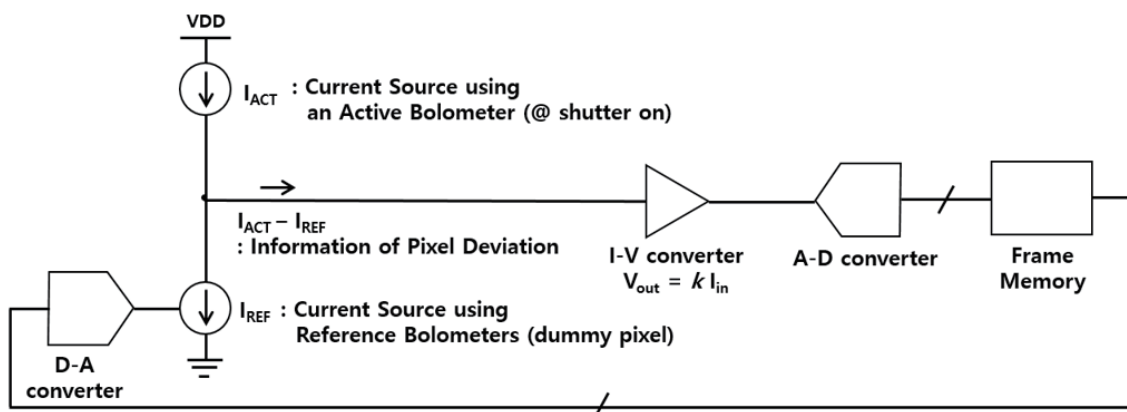 VDD
I_ACT : Current Source using
an Active Bolometer (@ shutter on)
I_ACT – I_REF
: Information of Pixel Deviation
I-V converter
V_out = k I_in
A-D converter
Frame
Memory
I_REF : Current Source using
Reference Bolometers (dummy pixel)
D-A
converter